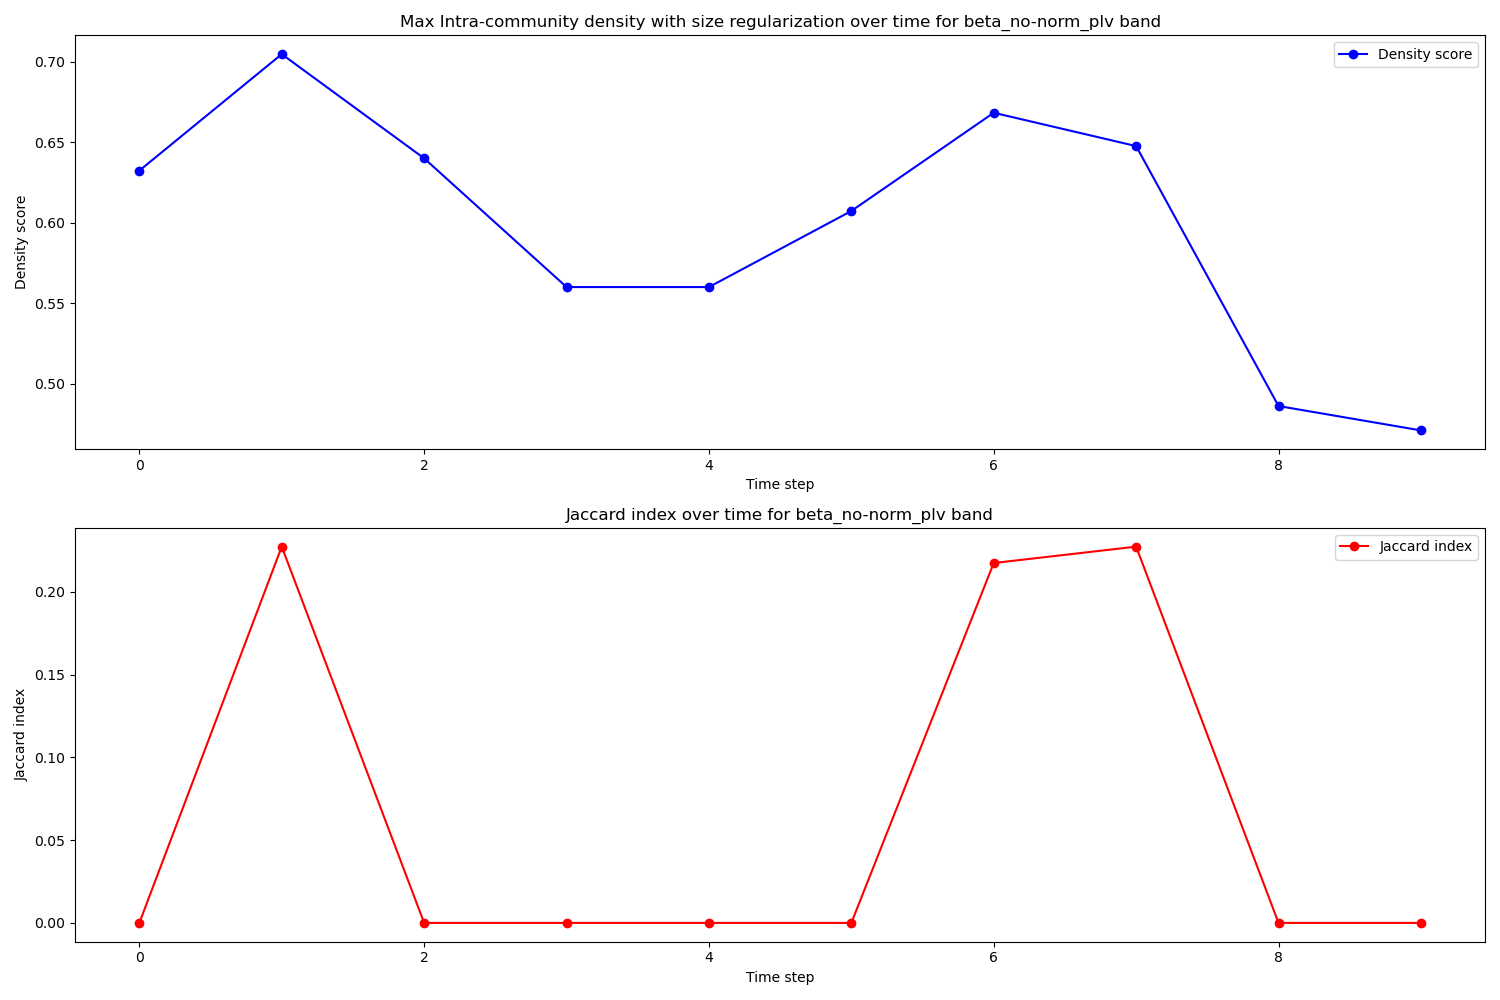 Max Intra-community density with size regularization over time for beta_no-norm_plv band
Density score
0.70
0.65
0.60
0.55
0.50
Density score
0 2 4 6 8
Time step
Jaccard index over time for beta_no-norm_plv band
Jaccard index
0.20
0.15
0.10
0.05
0.00
Jaccard index
0 2 4 6 8
Time step